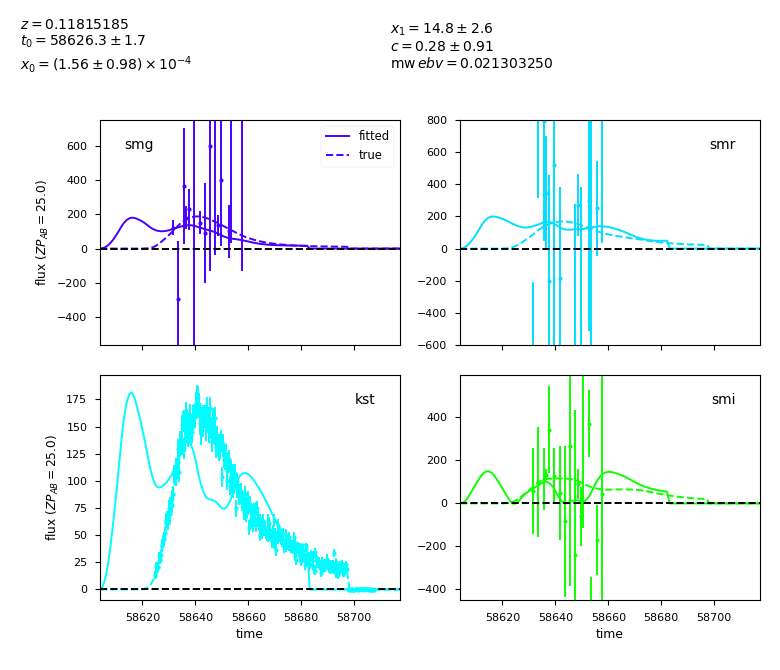 z = 0.11815185
t₀ = 58626.3 ± 1.7
x₀ = (1.56 ± 0.98) × 10⁻⁴
x₁ = 14.8 ± 2.6
c = 0.28 ± 0.91
mw ebv = 0.021303250
smg
fitted
true
600
400
200
0
−200
−400
flux (ZP_AB = 25.0)
smr
800
600
400
200
0
−200
−400
−600
kst
175
150
125
100
75
50
25
0
flux (ZP_AB = 25.0)
58620 58640 58660 58680 58700
time
smi
400
200
0
−200
−400
58620 58640 58660 58680 58700
time